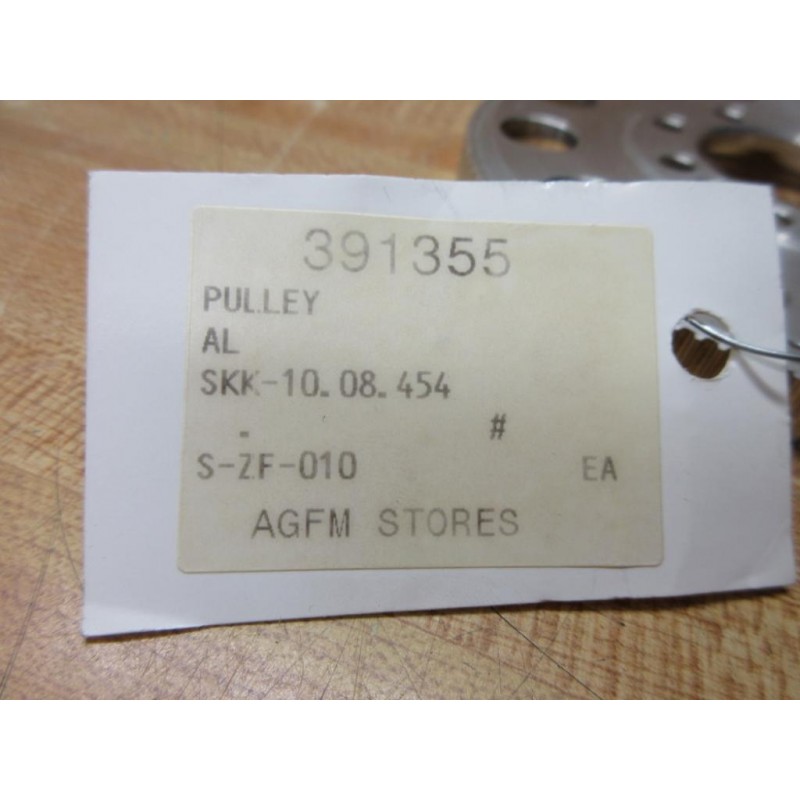 391355
PULLEY
AL
SKK-10.08.454
- #
S-ZF-010 EA
AGFM STORES